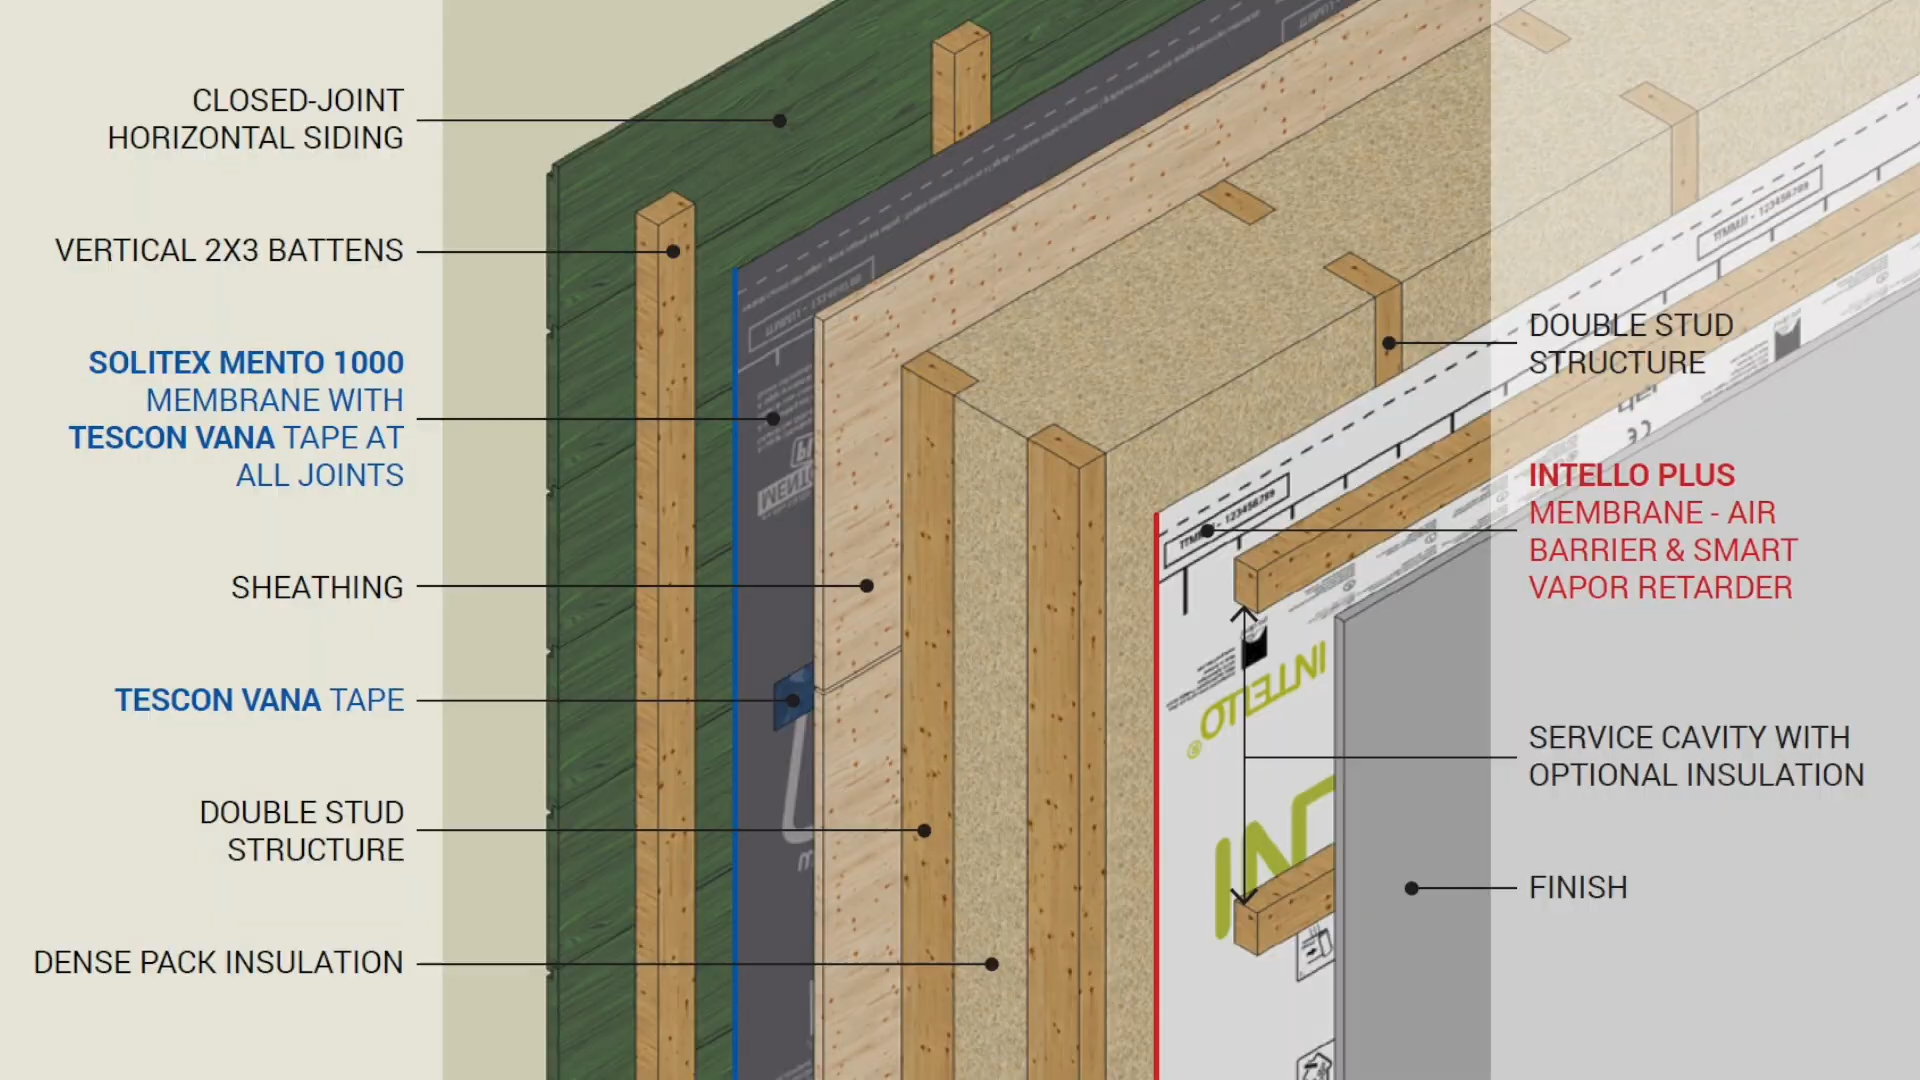 CLOSED-JOINT
HORIZONTAL SIDING
VERTICAL 2X3 BATTENS
SOLITEX MENTO 1000
MEMBRANE WITH
TESCON VANA TAPE AT
ALL JOINTS
SHEATHING
TESCON VANA TAPE
DOUBLE STUD
STRUCTURE
DENSE PACK INSULATION
DOUBLE STUD
STRUCTURE
INTELLO PLUS
MEMBRANE - AIR
BARRIER & SMART
VAPOR RETARDER
SERVICE CAVITY WITH
OPTIONAL INSULATION
FINISH
INTELLO®